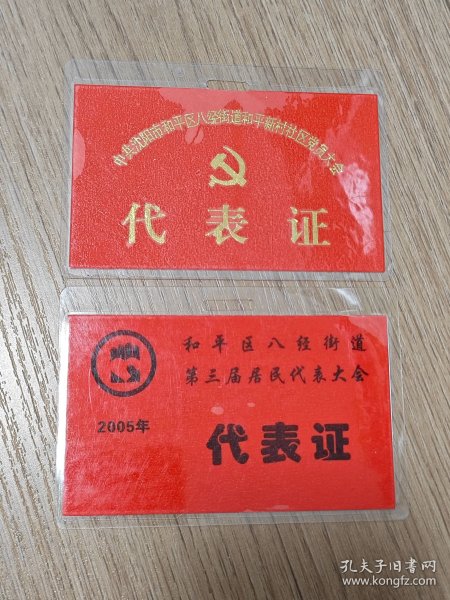 中共沈阳市和平区八经街道和平新村社区党员大会
代表证
和平区八经街道
第三届居民代表大会
2005年
代表证
孔夫子旧书网
www.kongfz.com